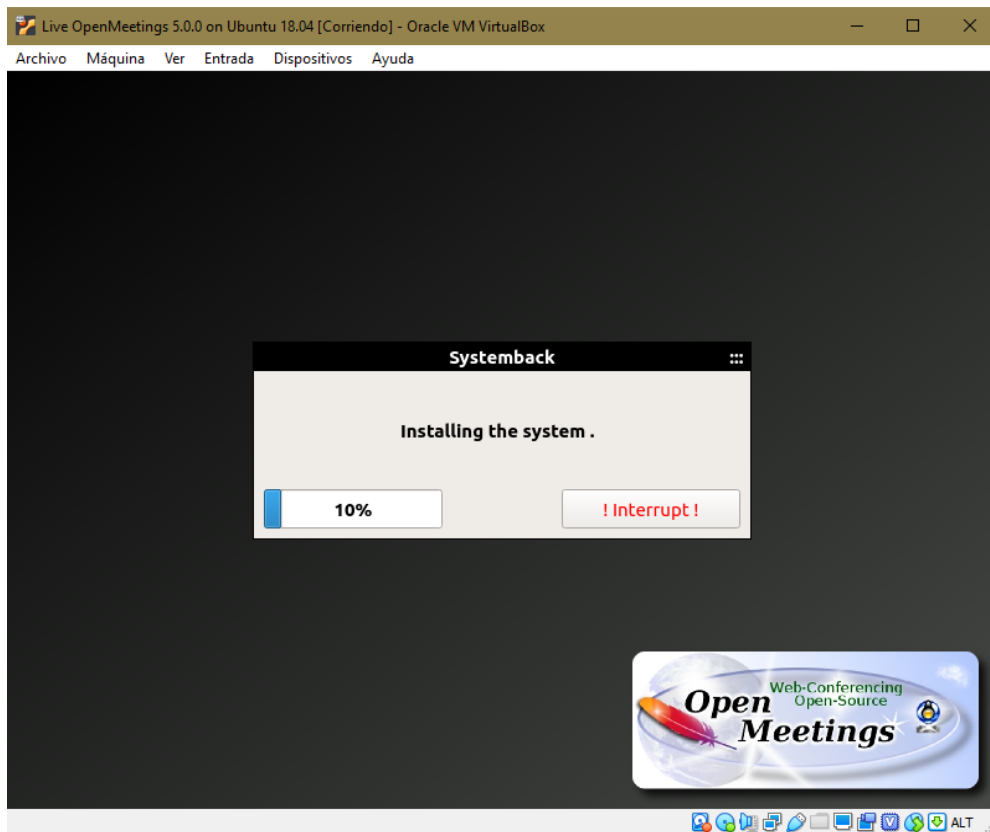 Live OpenMeetings 5.0.0 on Ubuntu 18.04 [Corriendo] - Oracle VM VirtualBox
Archivo Máquina Ver Entrada Dispositivos Ayuda
Systemback
Installing the system .
10% ! Interrupt !
Web-Conferencing
Open Open-Source
Meetings
ALT